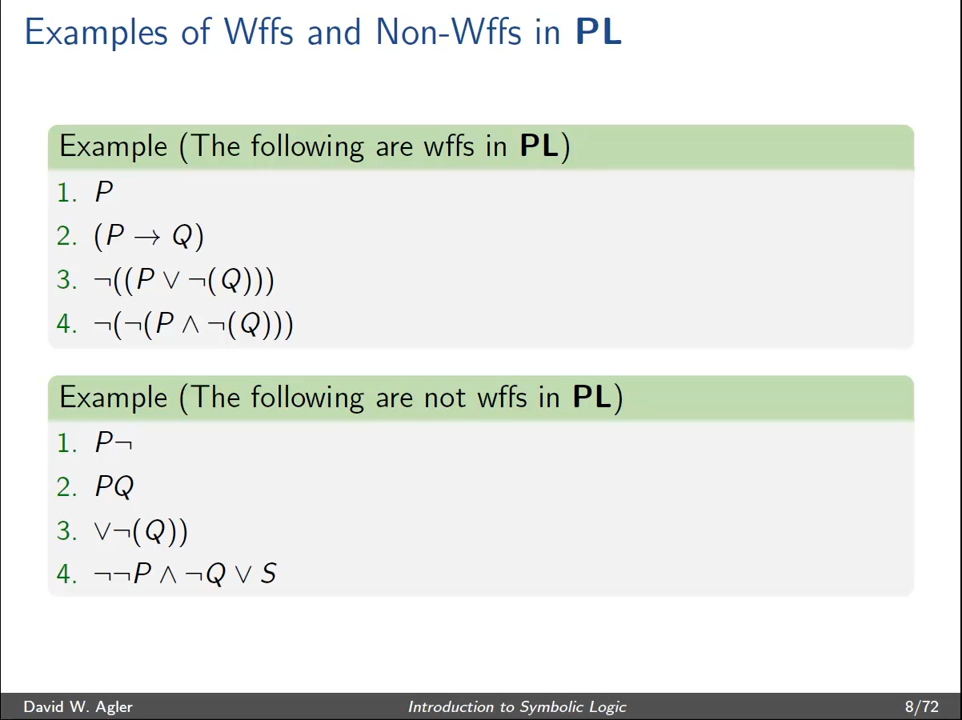 Examples of Wffs and Non-Wffs in PL
Example (The following are wffs in PL)
1. P
2. (P → Q)
3. ¬((P ∨ ¬(Q)))
4. ¬(¬(P ∧ ¬(Q)))
Example (The following are not wffs in PL)
1. P¬
2. PQ
3. ∨¬(Q))
4. ¬¬P ∧ ¬Q ∨ S
David W. Agler Introduction to Symbolic Logic 8/72